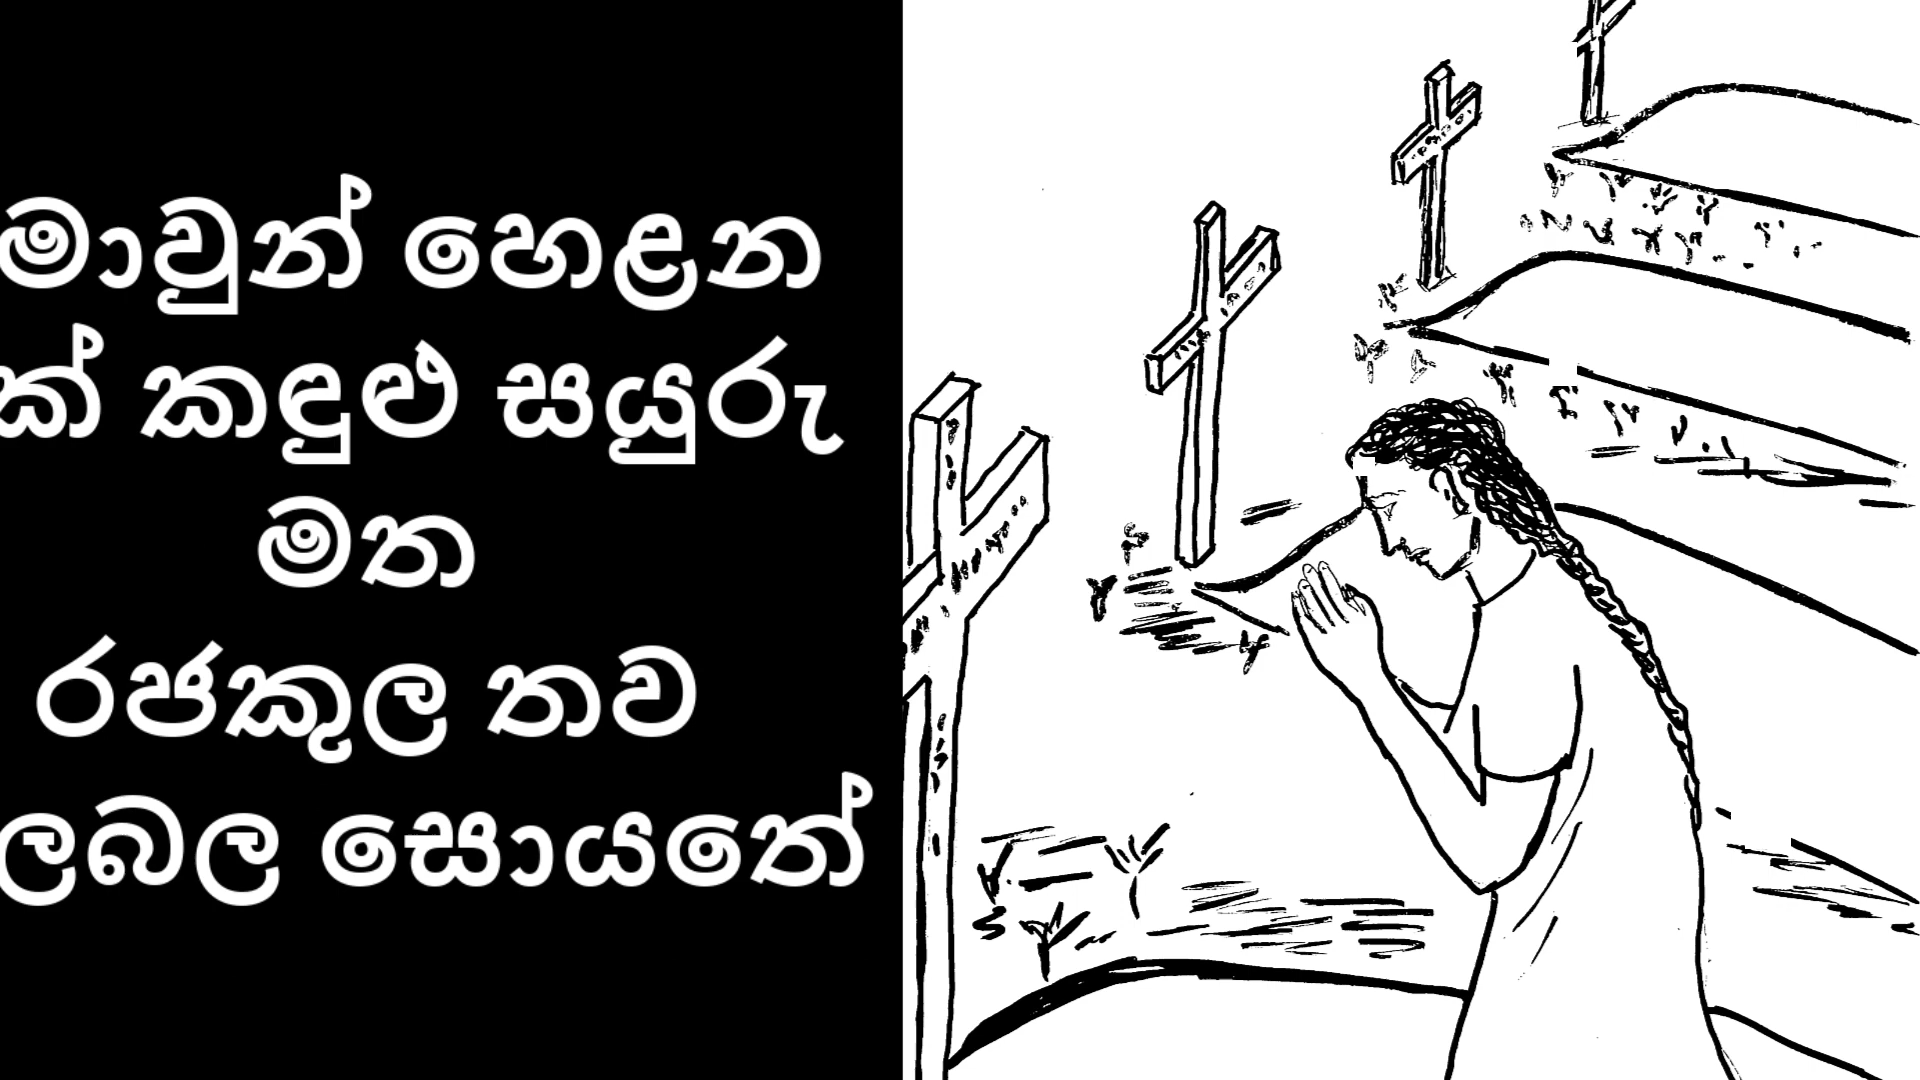 මාවුන් හෙළන
ක් කඳුළු සයුරු
මත
රජකුල තව
ලබල සොයතේ